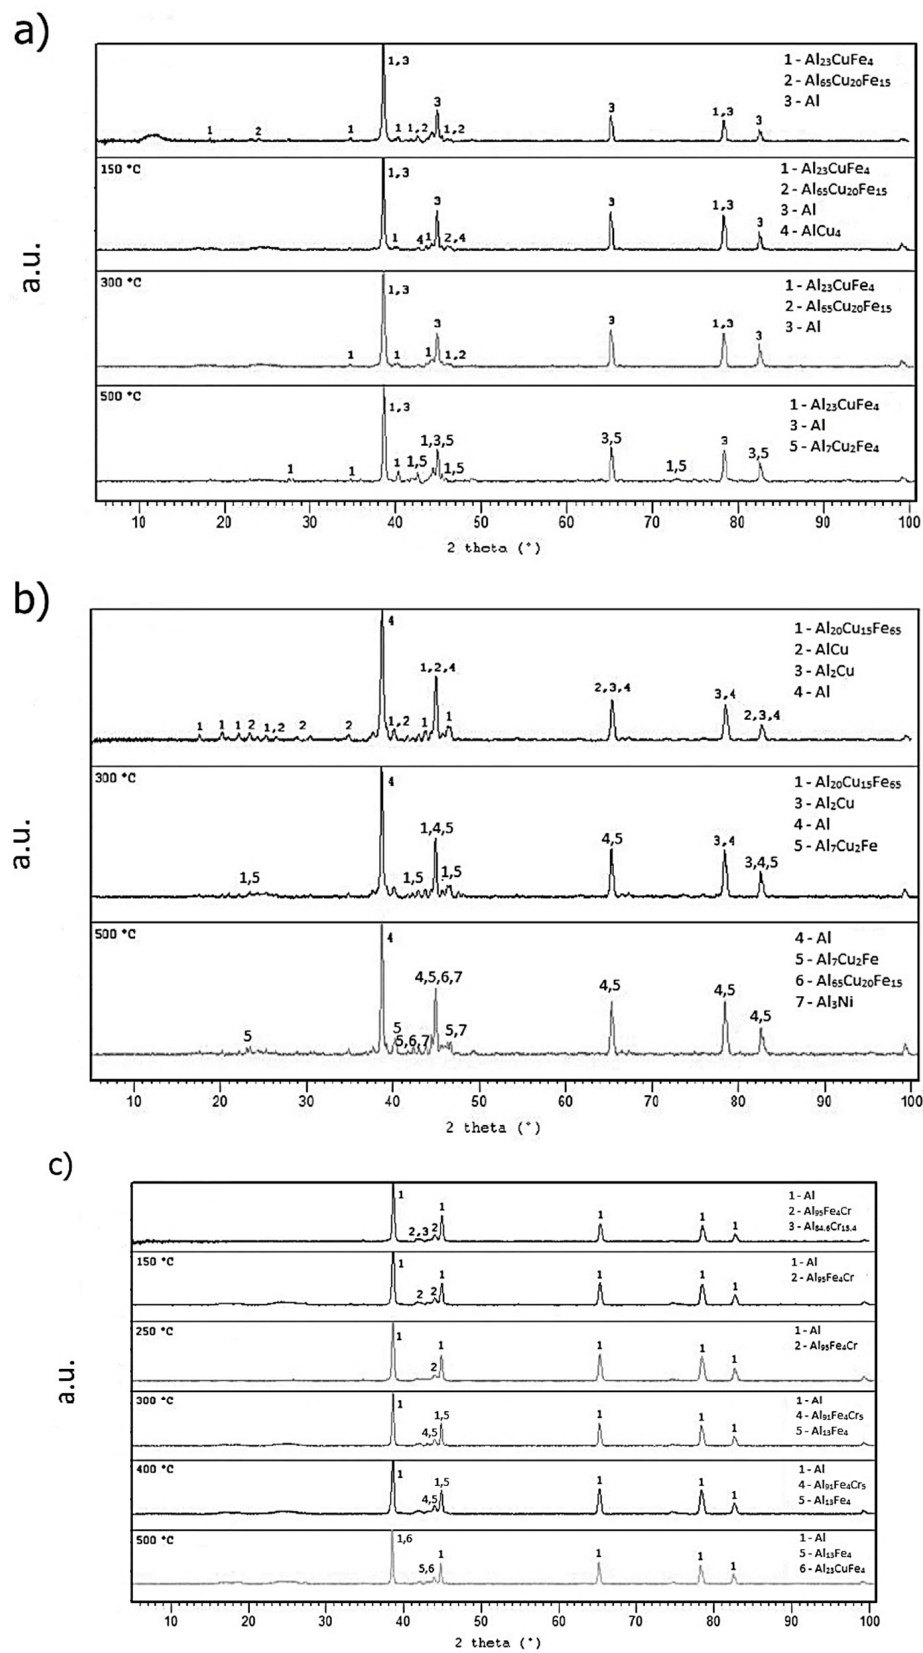 a)
1 - Al₂₃CuFe₄
2 - Al₆₅Cu₂₀Fe₁₅
3 - Al
1,3
1 2 1 1 1,2 3 1,2 3 1,3 3
150 °C
1 - Al₂₃CuFe₄
2 - Al₆₅Cu₂₀Fe₁₅
3 - Al
4 - AlCu₄
1,3
1 4 1 3 2,4 3 1,3 3
a.u.
300 °C
1 - Al₂₃CuFe₄
2 - Al₆₅Cu₂₀Fe₁₅
3 - Al
1,3
1 1 1 3 1,2 3 1,3 3
500 °C
1 - Al₂₃CuFe₄
3 - Al
5 - Al₇Cu₂Fe₄
1,3
1 1 1 1,5 1,3,5 1,5 3,5 1,5 3 3,5
10 20 30 40 50 60 70 80 90 100
2 theta (°)
b)
1 - Al₂₀Cu₁₅Fe₆₅
2 - AlCu
3 - Al₂Cu
4 - Al
4
1 1 1 2 1,2 2 2 1,2 1 1,2,4 1 2,3,4 3,4 2,3,4
300 °C
1 - Al₂₀Cu₁₅Fe₆₅
3 - Al₂Cu
4 - Al
5 - Al₇Cu₂Fe
4
1,5 1,5 1,4,5 1,5 4,5 3,4 3,4,5
a.u.
500 °C
4 - Al
5 - Al₇Cu₂Fe
6 - Al₆₅Cu₂₀Fe₁₅
7 - Al₃Ni
4
5 5 5,6,7 4,5,6,7 5,7 4,5 4,5 4,5
10 20 30 40 50 60 70 80 90 100
2 theta (°)
c)
1 - Al
2 - Al₉₅Fe₄Cr
3 - Al₈₄.₆Cr₁₅.₄
1
2,3 2 1 1 1 1
150 °C
1 - Al
2 - Al₉₅Fe₄Cr
1
2 2 1 1 1 1
250 °C
1 - Al
2 - Al₉₅Fe₄Cr
1
2 1 1 1 1
a.u.
300 °C
1 - Al
4 - Al₉₁Fe₄Cr₅
5 - Al₁₃Fe₄
1
4,5 1,5 1 1 1
400 °C
1 - Al
4 - Al₉₁Fe₄Cr₅
5 - Al₁₃Fe₄
1
4,5 1,5 1 1 1
500 °C
1 - Al
5 - Al₁₃Fe₄
6 - Al₂₃CuFe₄
1,6
5,6 1 1 1 1
10 20 30 40 50 60 70 80 90 100
2 theta (°)